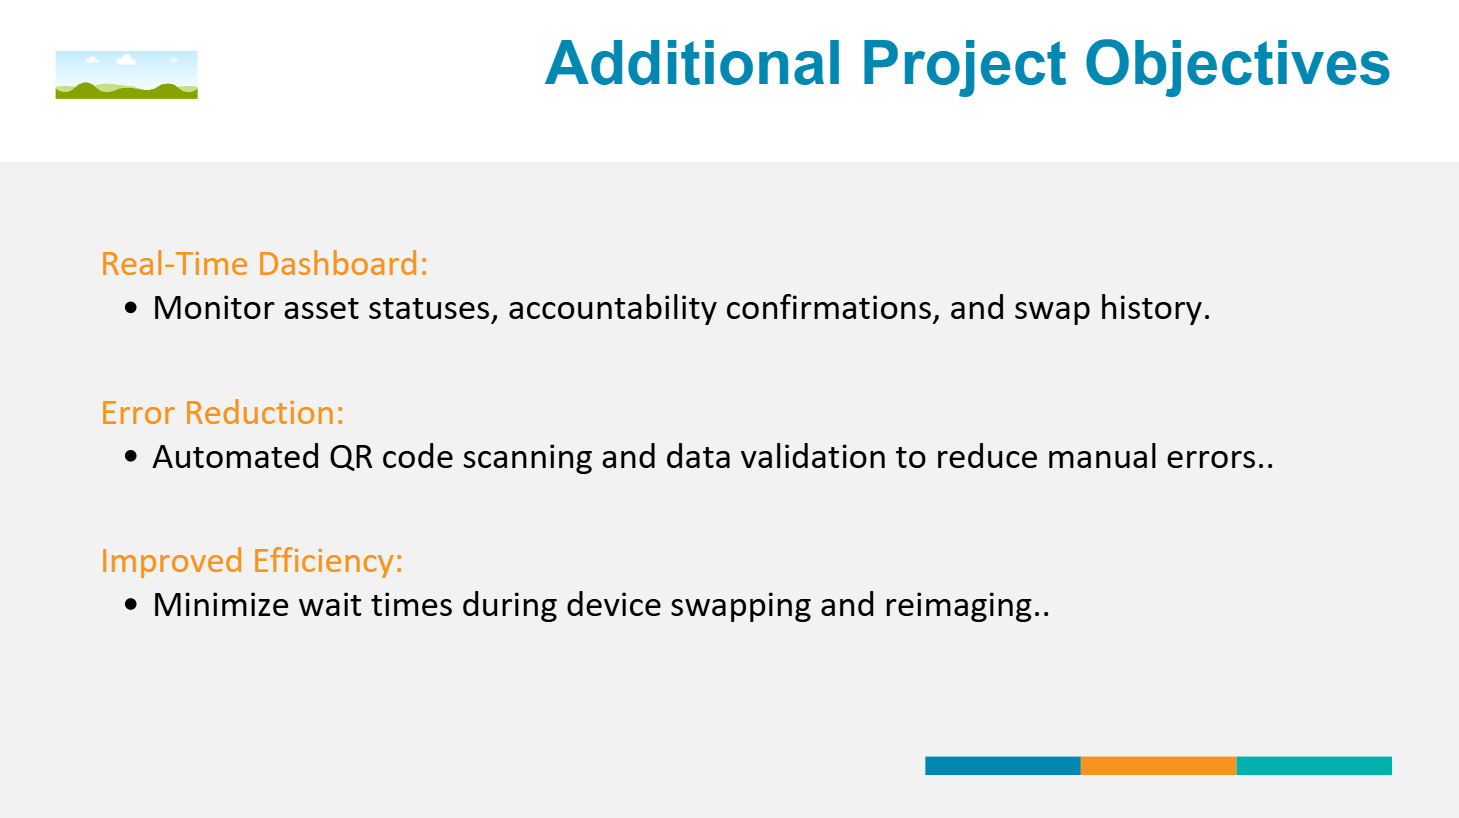 Additional Project Objectives
Real-Time Dashboard:
• Monitor asset statuses, accountability confirmations, and swap history.
Error Reduction:
• Automated QR code scanning and data validation to reduce manual errors..
Improved Efficiency:
• Minimize wait times during device swapping and reimaging..